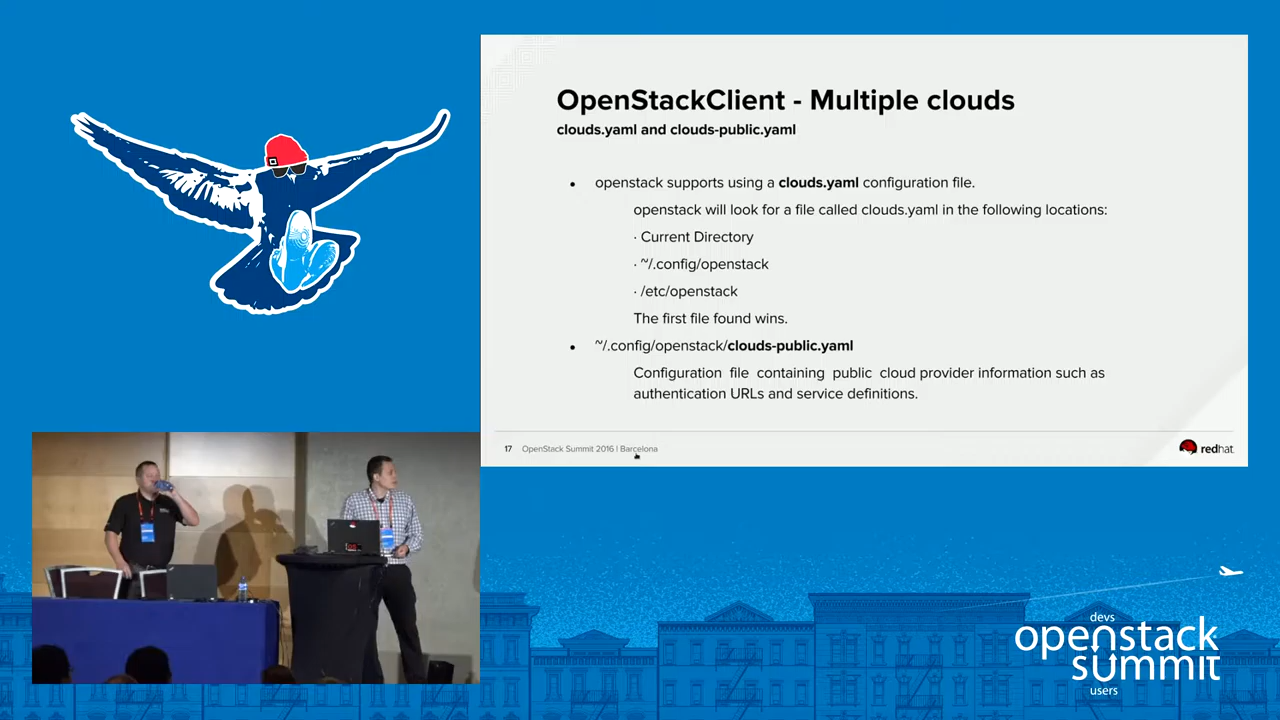 OpenStackClient - Multiple clouds
clouds.yaml and clouds-public.yaml
• openstack supports using a clouds.yaml configuration file.
openstack will look for a file called clouds.yaml in the following locations:
· Current Directory
· ~/.config/openstack
· /etc/openstack
The first file found wins.
• ~/.config/openstack/clouds-public.yaml
Configuration file containing public cloud provider information such as
authentication URLs and service definitions.
17 OpenStack Summit 2016 | Barcelona
redhat
devs
openstack
summit
users